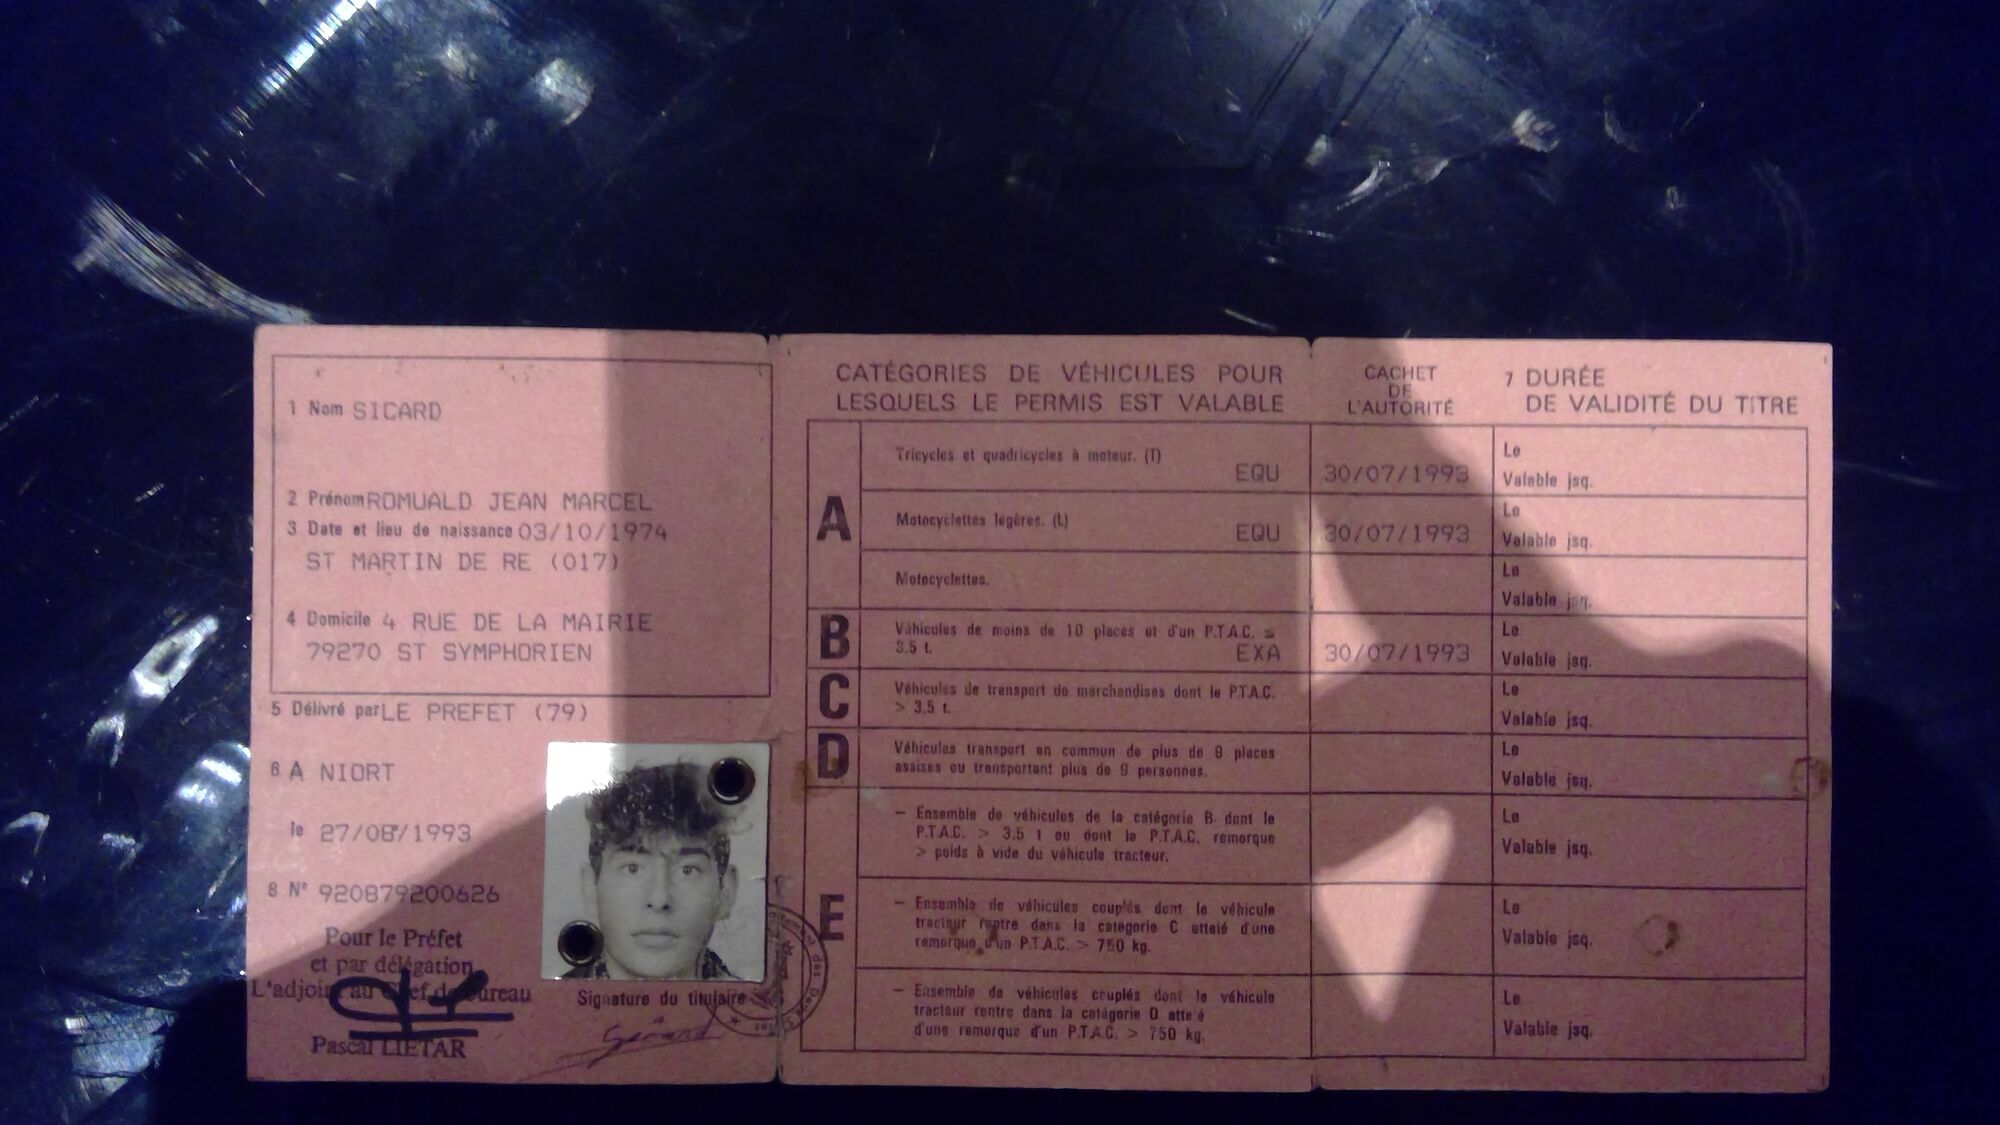 1 Nom SICARD
2 Prénom ROMUALD JEAN MARCEL
3 Date et lieu de naissance 03/10/1974
ST MARTIN DE RE (017)
4 Domicile 4 RUE DE LA MAIRIE
79270 ST SYMPHORIEN
5 Délivré par LE PREFET (79)
6 A NIORT
le 27/08/1993
8 N° 920879200626
Pour le Préfet
et par délégation
L'adjoint au Chef de Bureau
Pascal LIETAR
Signature du titulaire
CATÉGORIES DE VÉHICULES POUR
LESQUELS LE PERMIS EST VALABLE
CACHET
DE
L'AUTORITÉ
7 DURÉE
DE VALIDITÉ DU TITRE
A
Tricycles et quadricycles à moteur. (T)
EQU 30/07/1993
Le
Valable jsq.
Motocyclettes légères. (L)
EQU 30/07/1993
Le
Valable jsq.
Motocyclettes.
Le
Valable jsq.
B
Véhicules de moins de 10 places et d'un P.T.A.C. ≤
3.5 t.
EXA 30/07/1993
Le
Valable jsq.
C
Véhicules de transport de marchandises dont le P.T.A.C.
> 3.5 t.
Le
Valable jsq.
D
Véhicules transport en commun de plus de 9 places
assises ou transportant plus de 9 personnes.
Le
Valable jsq.
E
– Ensemble de véhicules de la catégorie B dont le
P.T.A.C. > 3.5 t ou dont le P.T.A.C. remorque
> poids à vide du véhicule tracteur.
Le
Valable jsq.
– Ensemble de véhicules couplés dont le véhicule
tracteur rentre dans la catégorie C attelé d'une
remorque d'un P.T.A.C. > 750 kg.
Le
Valable jsq.
– Ensemble de véhicules couplés dont le véhicule
tracteur rentre dans la catégorie D attelé
d'une remorque d'un P.T.A.C. > 750 kg.
Le
Valable jsq.